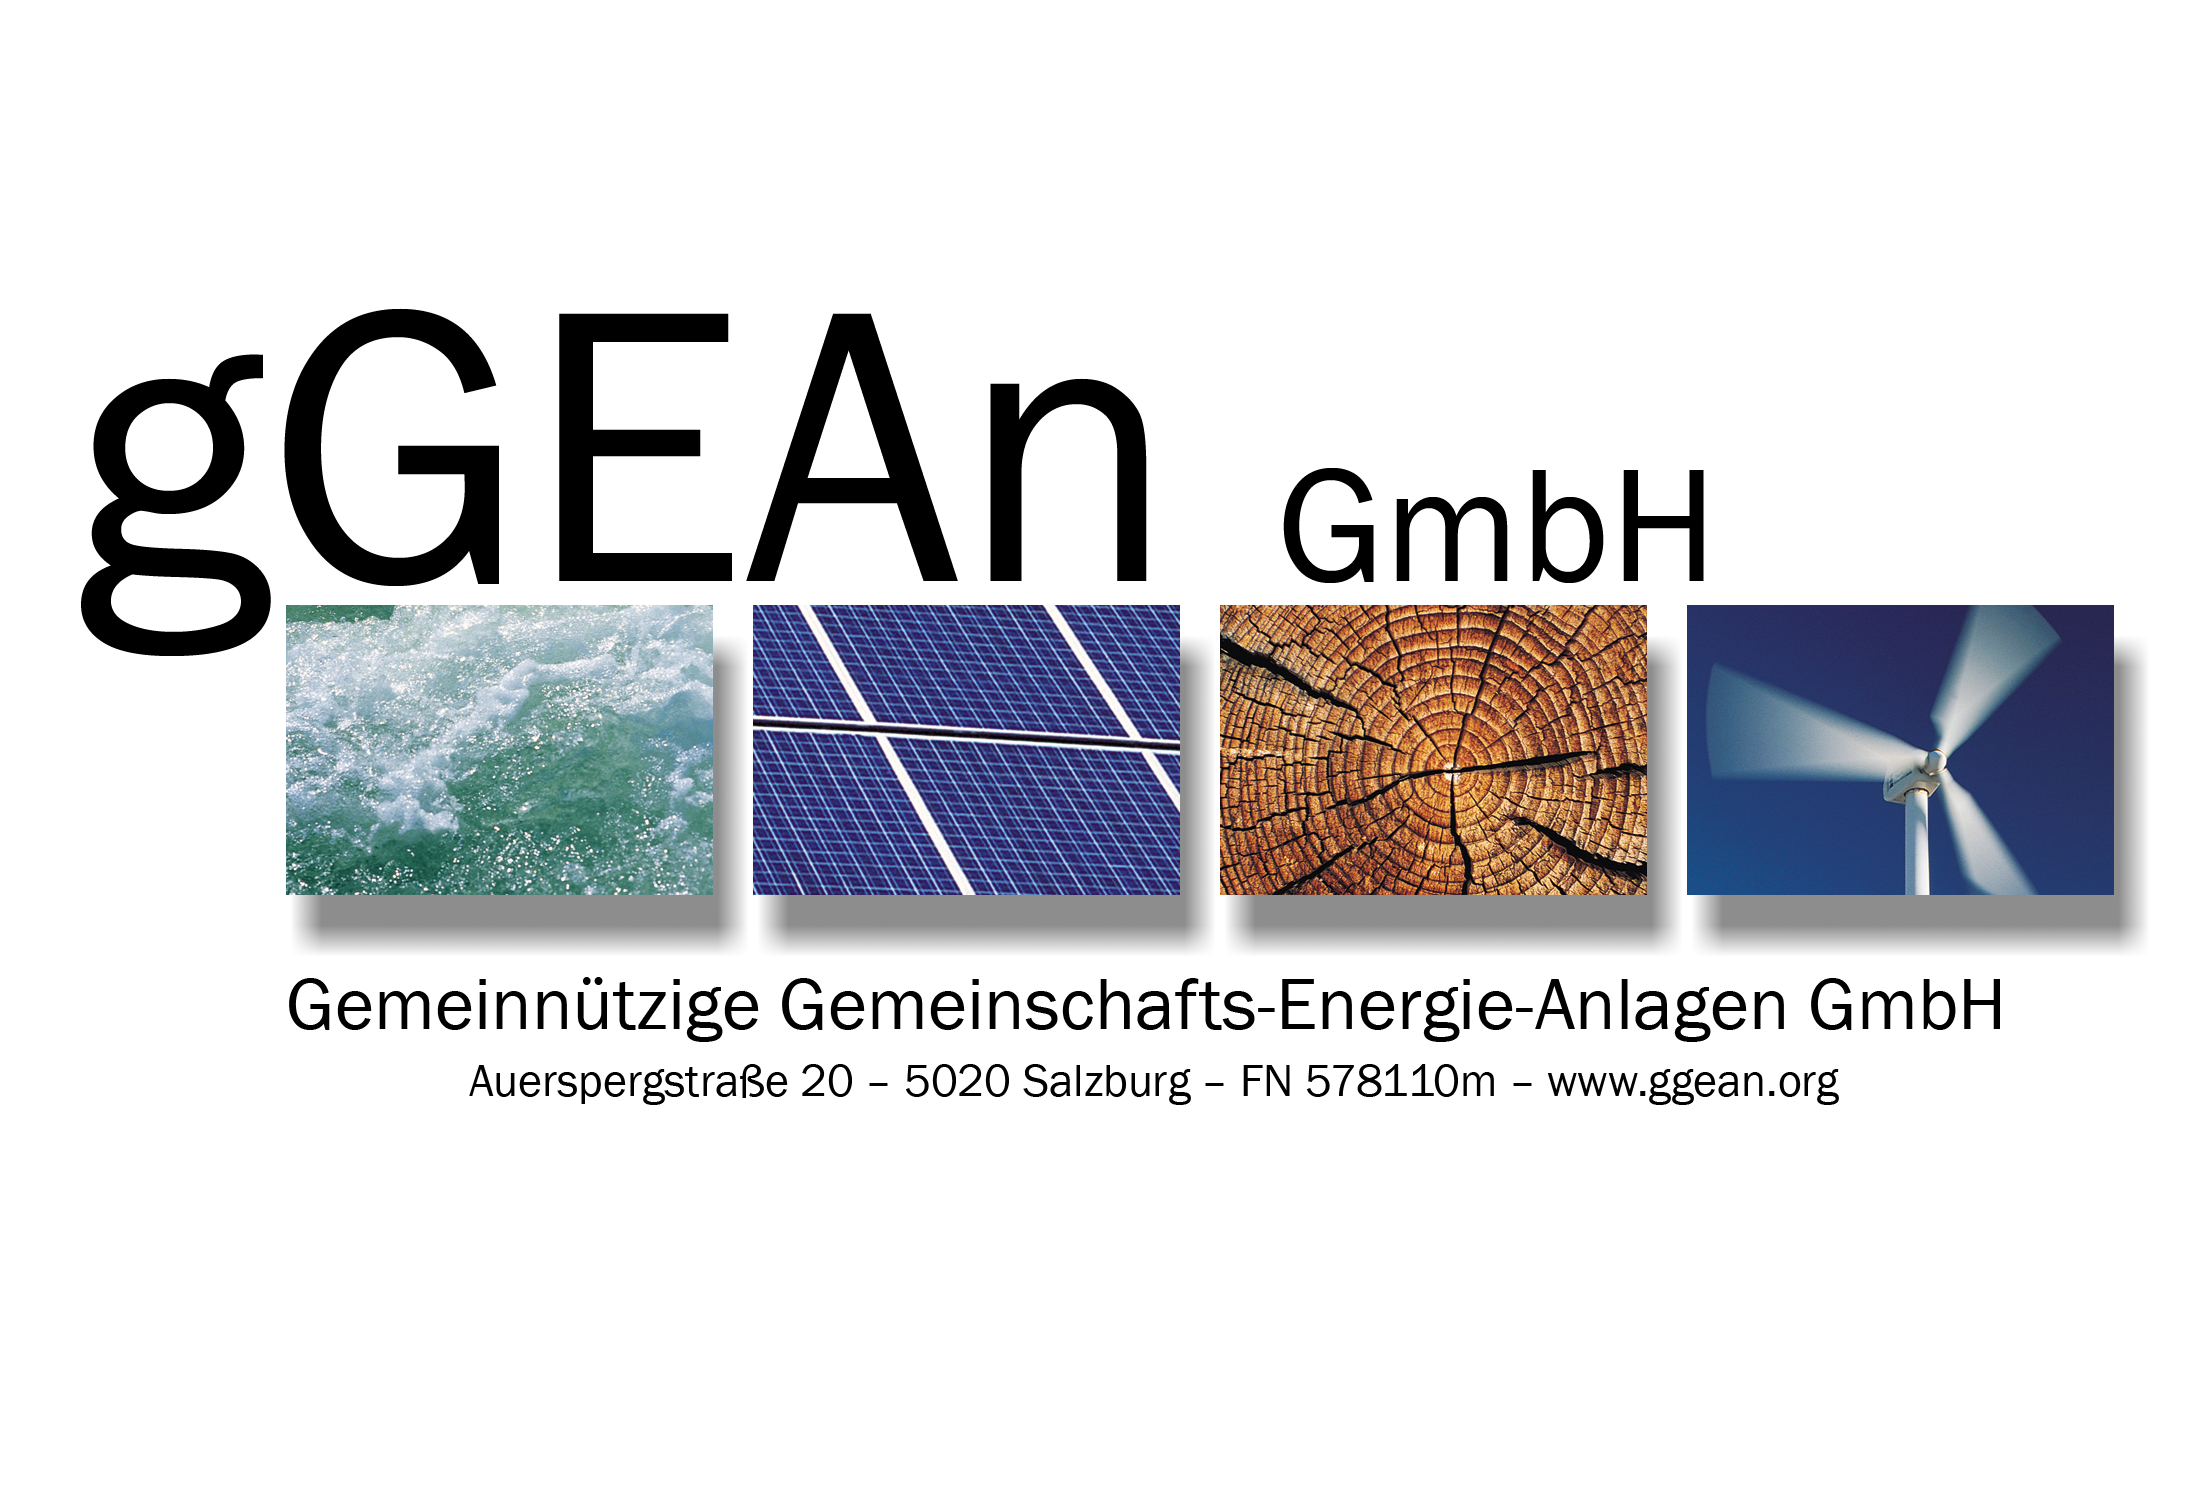 gGEAn GmbH
Gemeinnützige Gemeinschafts-Energie-Anlagen GmbH
Auerspergstraße 20 – 5020 Salzburg – FN 578110m – www.ggean.org